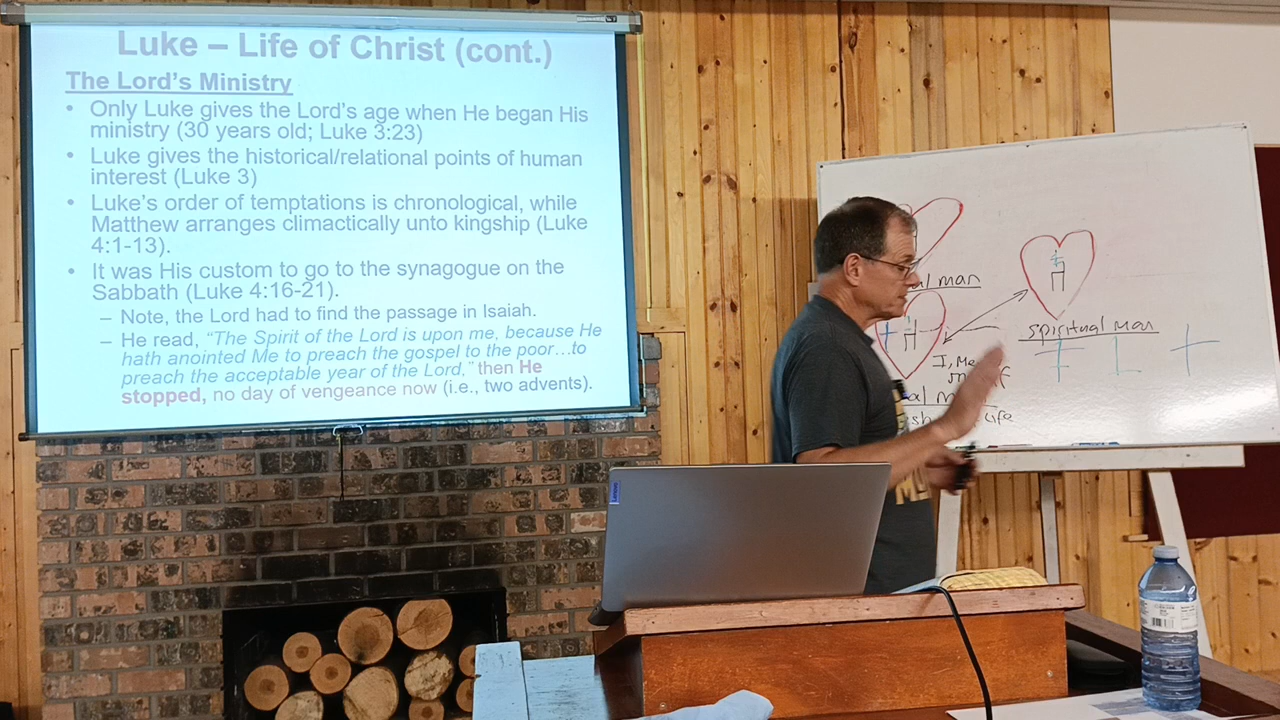 Luke – Life of Christ (cont.)
The Lord's Ministry
• Only Luke gives the Lord's age when He began His
ministry (30 years old; Luke 3:23)
• Luke gives the historical/relational points of human
interest (Luke 3)
• Luke's order of temptations is chronological, while
Matthew arranges climactically unto kingship (Luke
4:1-13).
• It was His custom to go to the synagogue on the
Sabbath (Luke 4:16-21).
– Note, the Lord had to find the passage in Isaiah.
– He read, "The Spirit of the Lord is upon me, because He
hath anointed Me to preach the gospel to the poor…to
preach the acceptable year of the Lord," then He
stopped, no day of vengeance now (i.e., two advents).
man
spiritual man
I, Me
Life
Lenovo